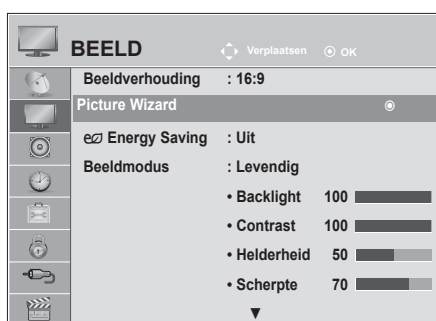 BEELD Verplaatsen OK
Beeldverhouding : 16:9
Picture Wizard
Energy Saving : Uit
Beeldmodus : Levendig
• Backlight 100
• Contrast 100
• Helderheid 50
• Scherpte 70